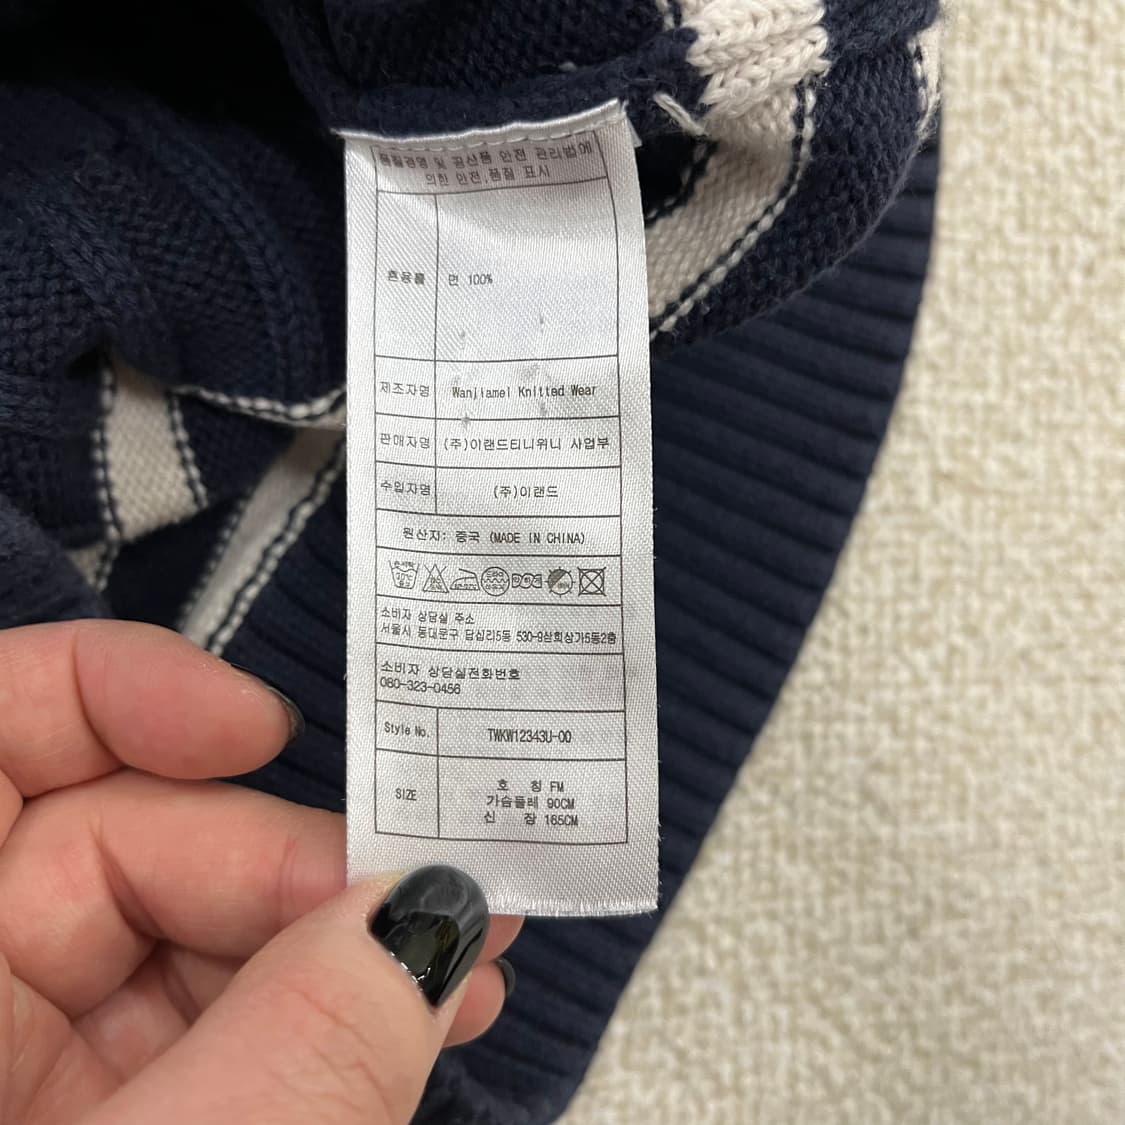 품질경영 및 공산품 안전 관리법에
의한 안전,품질 표시
혼용률 면 100%
제조자명 Wanjiamei Knitted Wear
판매자명 (주)이랜드티니위니 사업부
수입자명 (주)이랜드
원산지: 중국 (MADE IN CHINA)
소비자 상담실 주소
서울시 동대문구 답십리5동 530-9삼희상가5동2층
소비자 상담실전화번호
080-323-0456
Style No. TWKW12343U-00
호 칭 FM
SIZE 가슴둘레 90CM
신 장 165CM